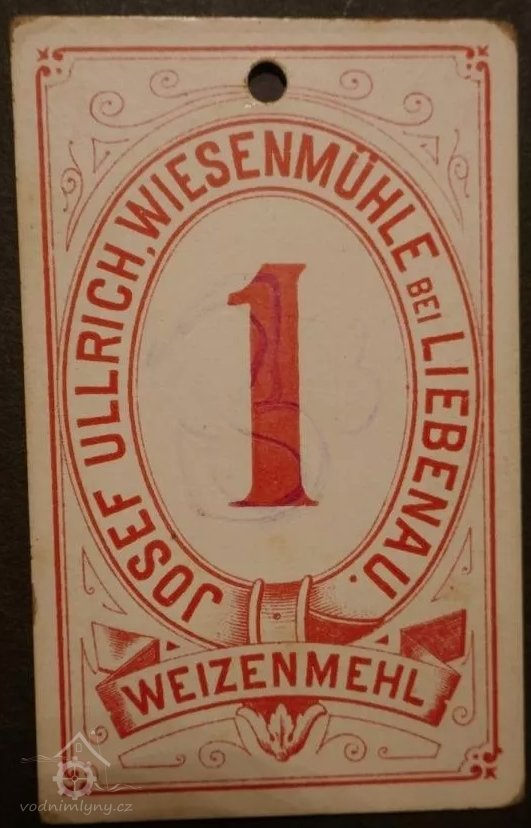 JOSEF ULLRICH, WIESENMÜHLE BEI LIEBENAU.
1
WEIZENMEHL
vodnimlyny.cz